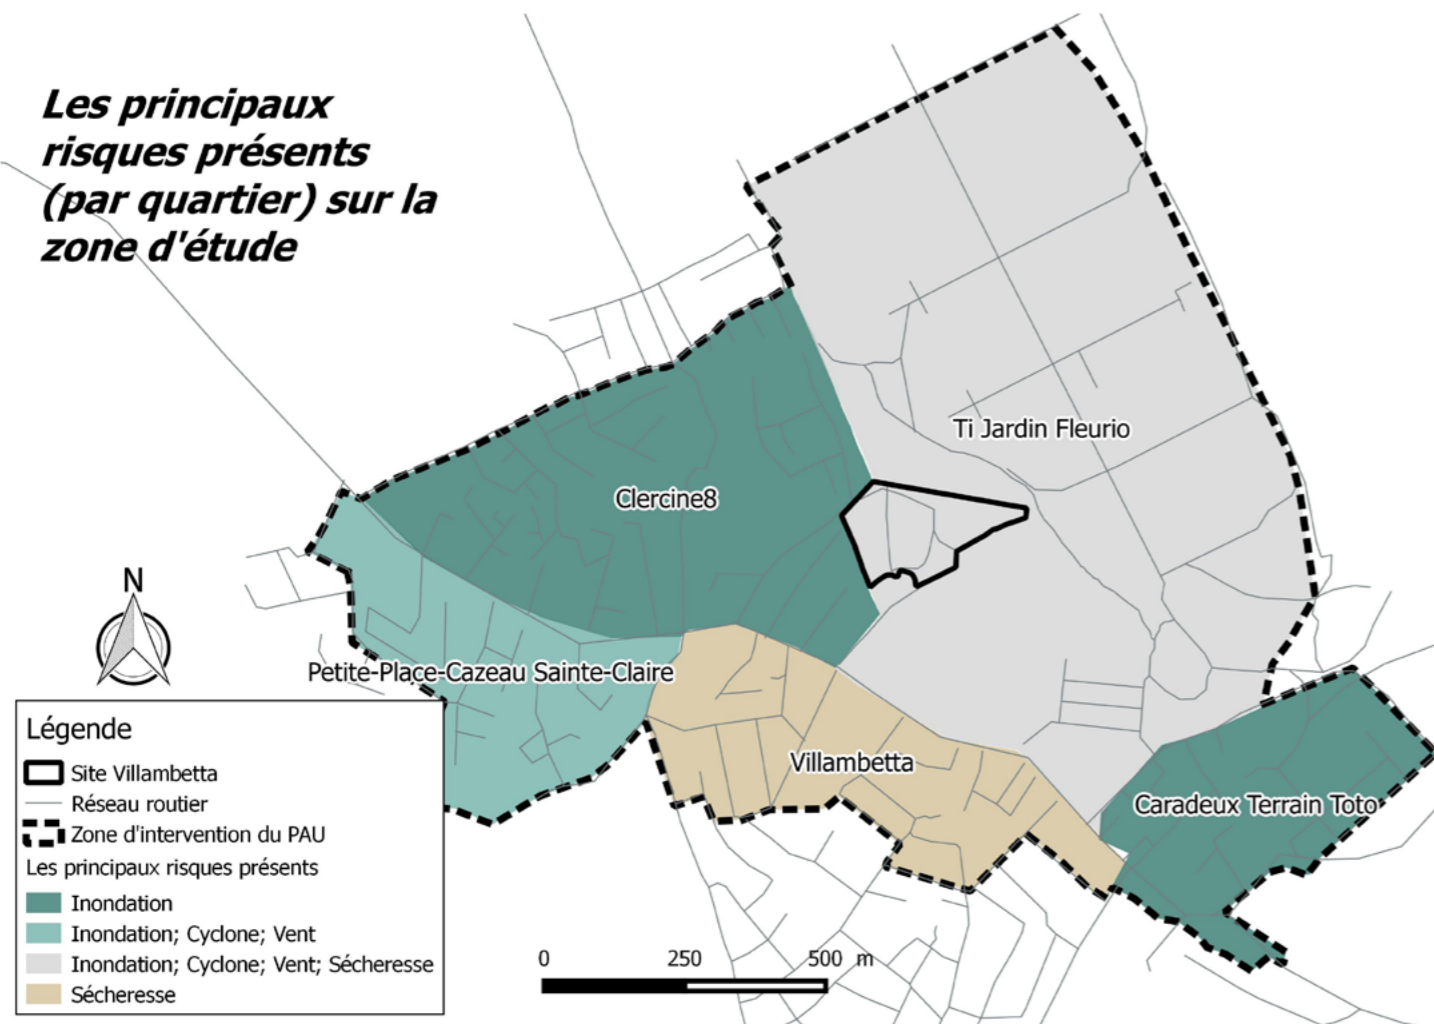 Les principaux
risques présents
(par quartier) sur la
zone d'étude
Ti Jardin Fleurio
Clercine8
N
Petite-Place-Cazeau Sainte-Claire
Villambetta
Caradeux Terrain Toto
Légende
Site Villambetta
Réseau routier
Zone d'intervention du PAU
Les principaux risques présents
Inondation
Inondation; Cyclone; Vent
Inondation; Cyclone; Vent; Sécheresse
Sécheresse
0 250 500 m